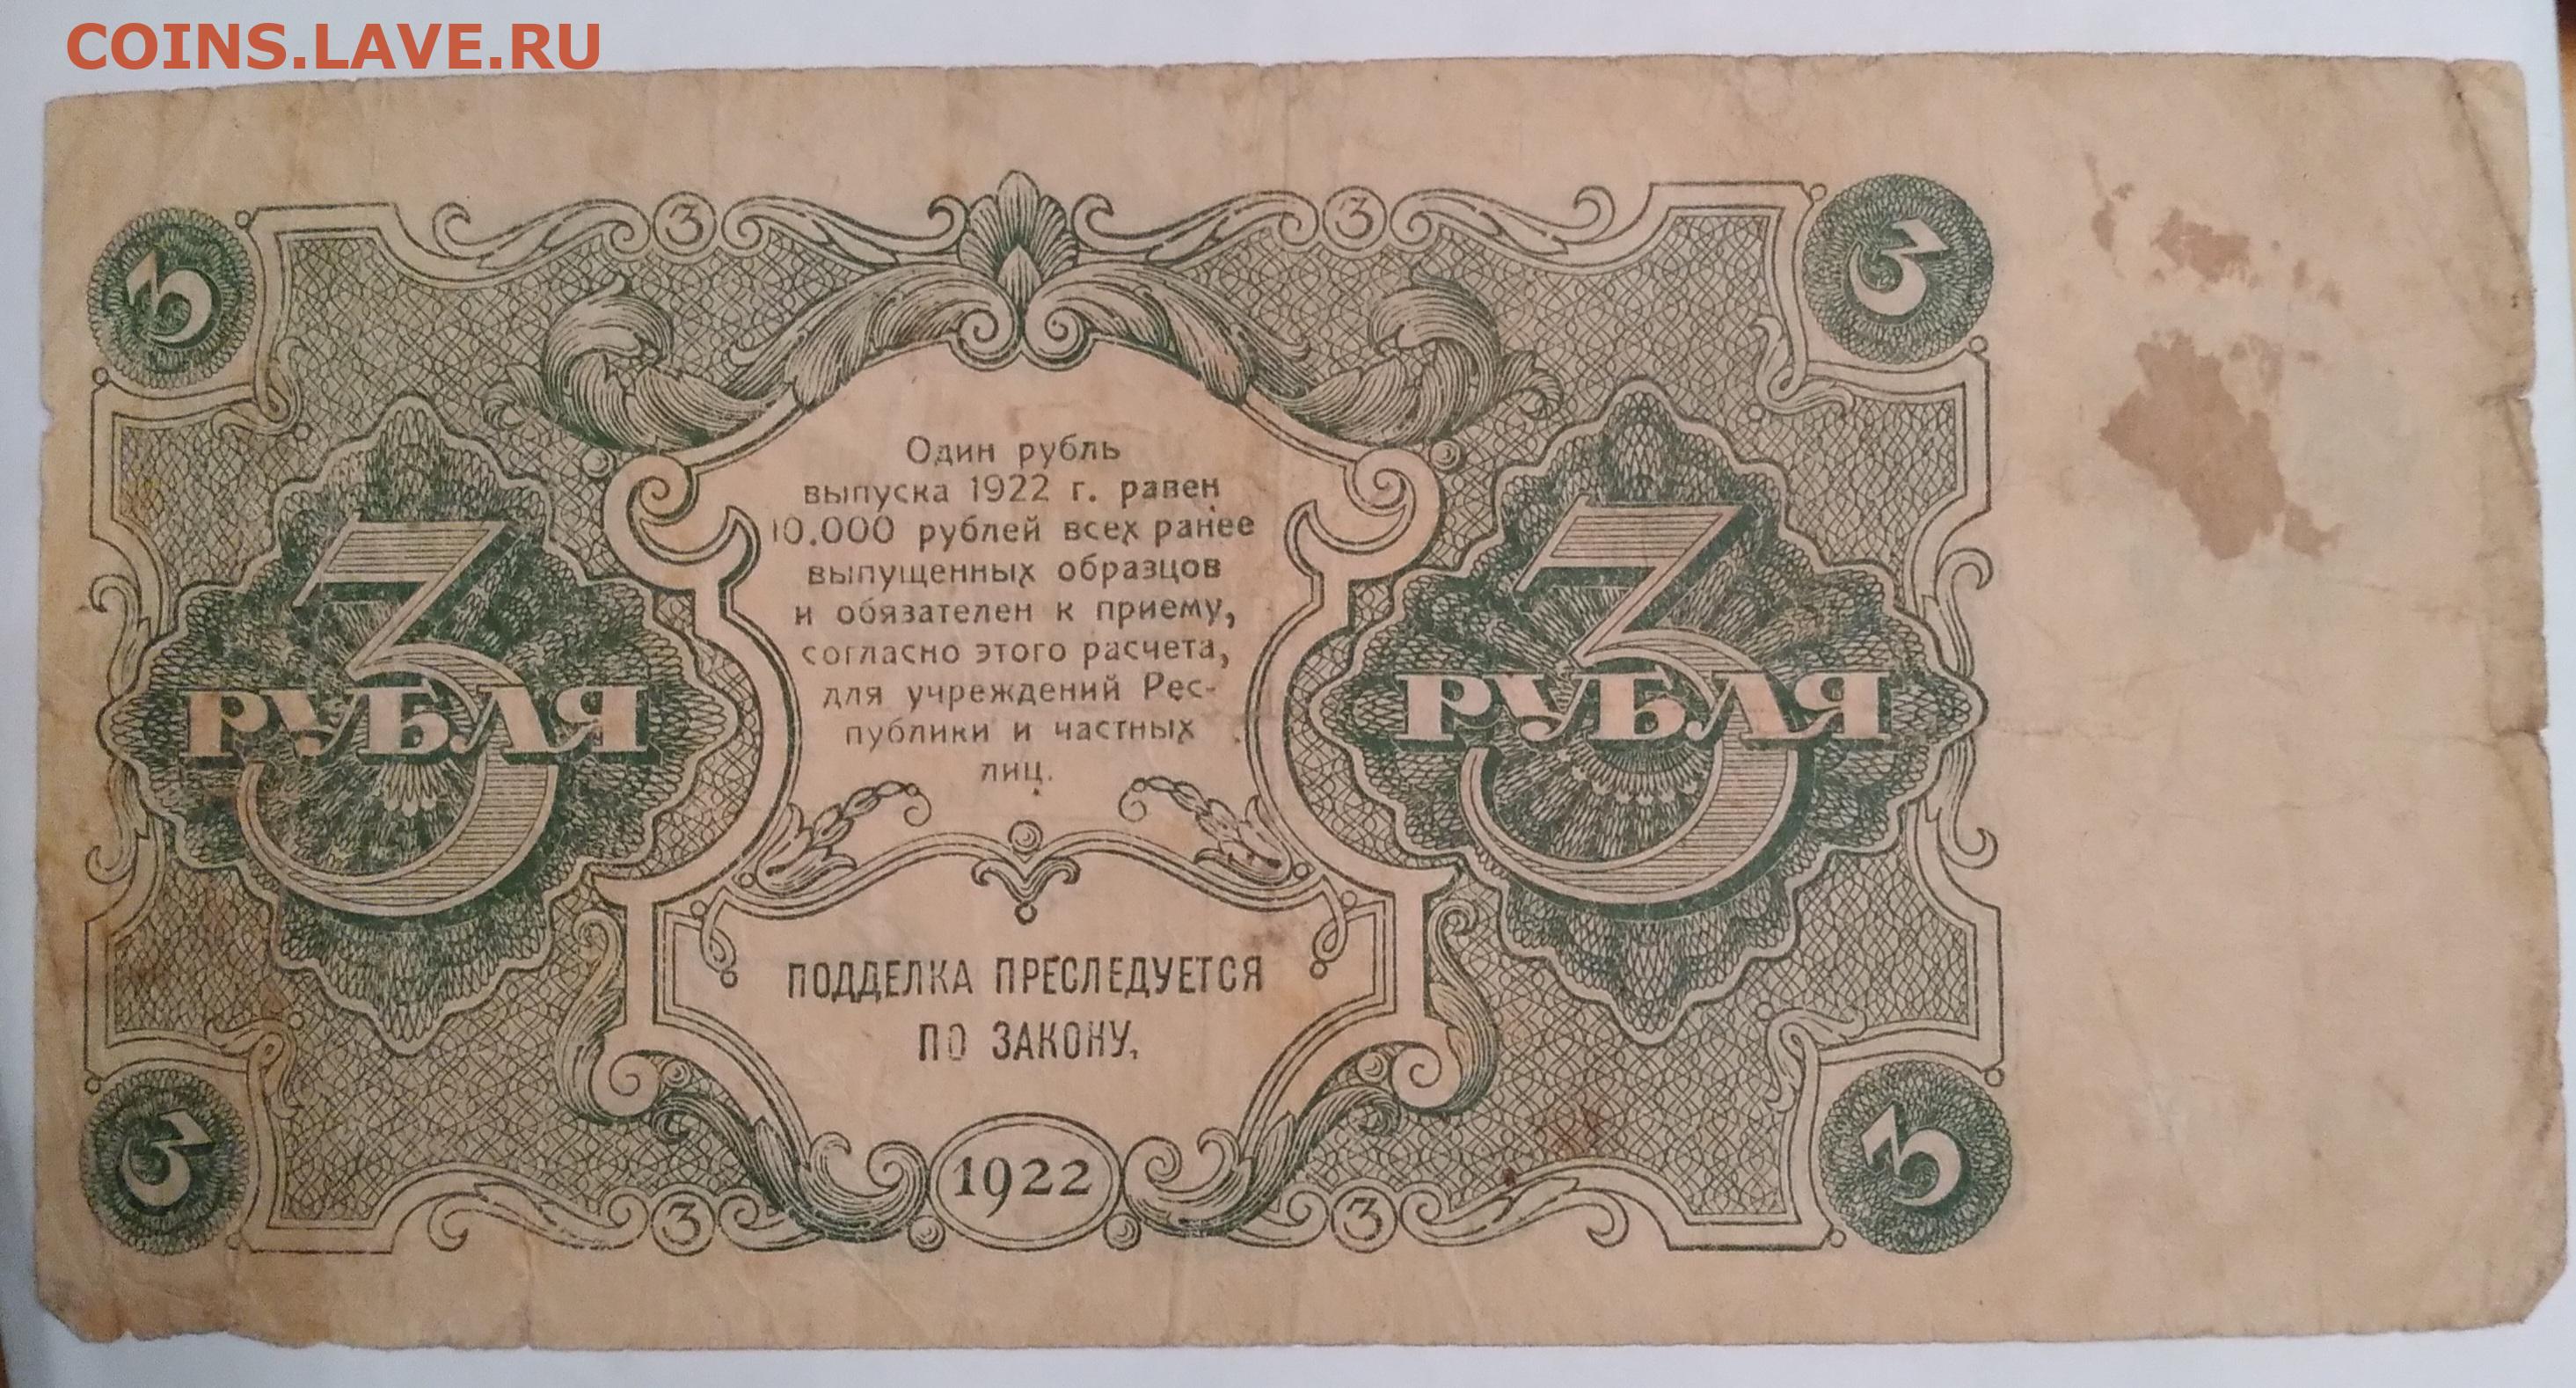 COINS.LAVE.RU
3 3
3 3
Один рубль
выпуска 1922 г. равен
10.000 рублей всех ранее
выпущенных образцов
и обязателен к приему,
согласно этого расчета,
для учреждений Рес-
публики и частных
лиц.
3 3
РУБЛЯ РУБЛЯ
ПОДДЕЛКА ПРЕСЛЕДУЕТСЯ
ПО ЗАКОНУ.
3 3
1922
3 3